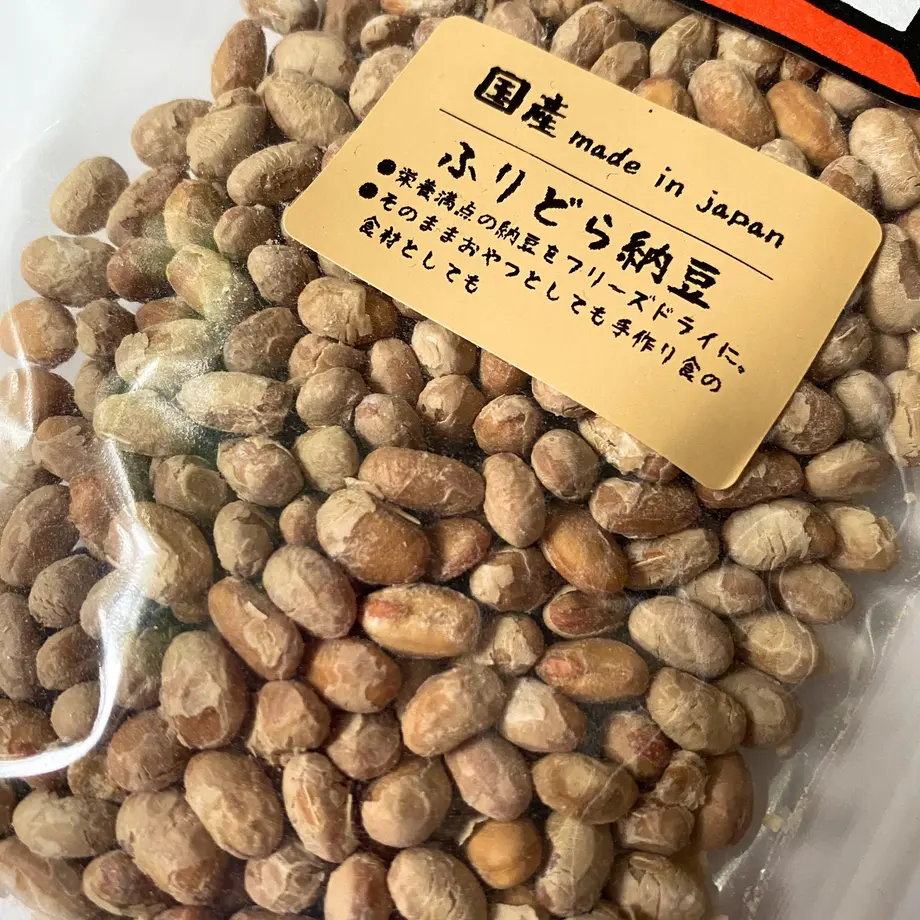 国産 made in japan
ふりどら納豆
●栄養満点の納豆をフリーズドライに。
●そのままおやつとしても手作り食の
食材としても